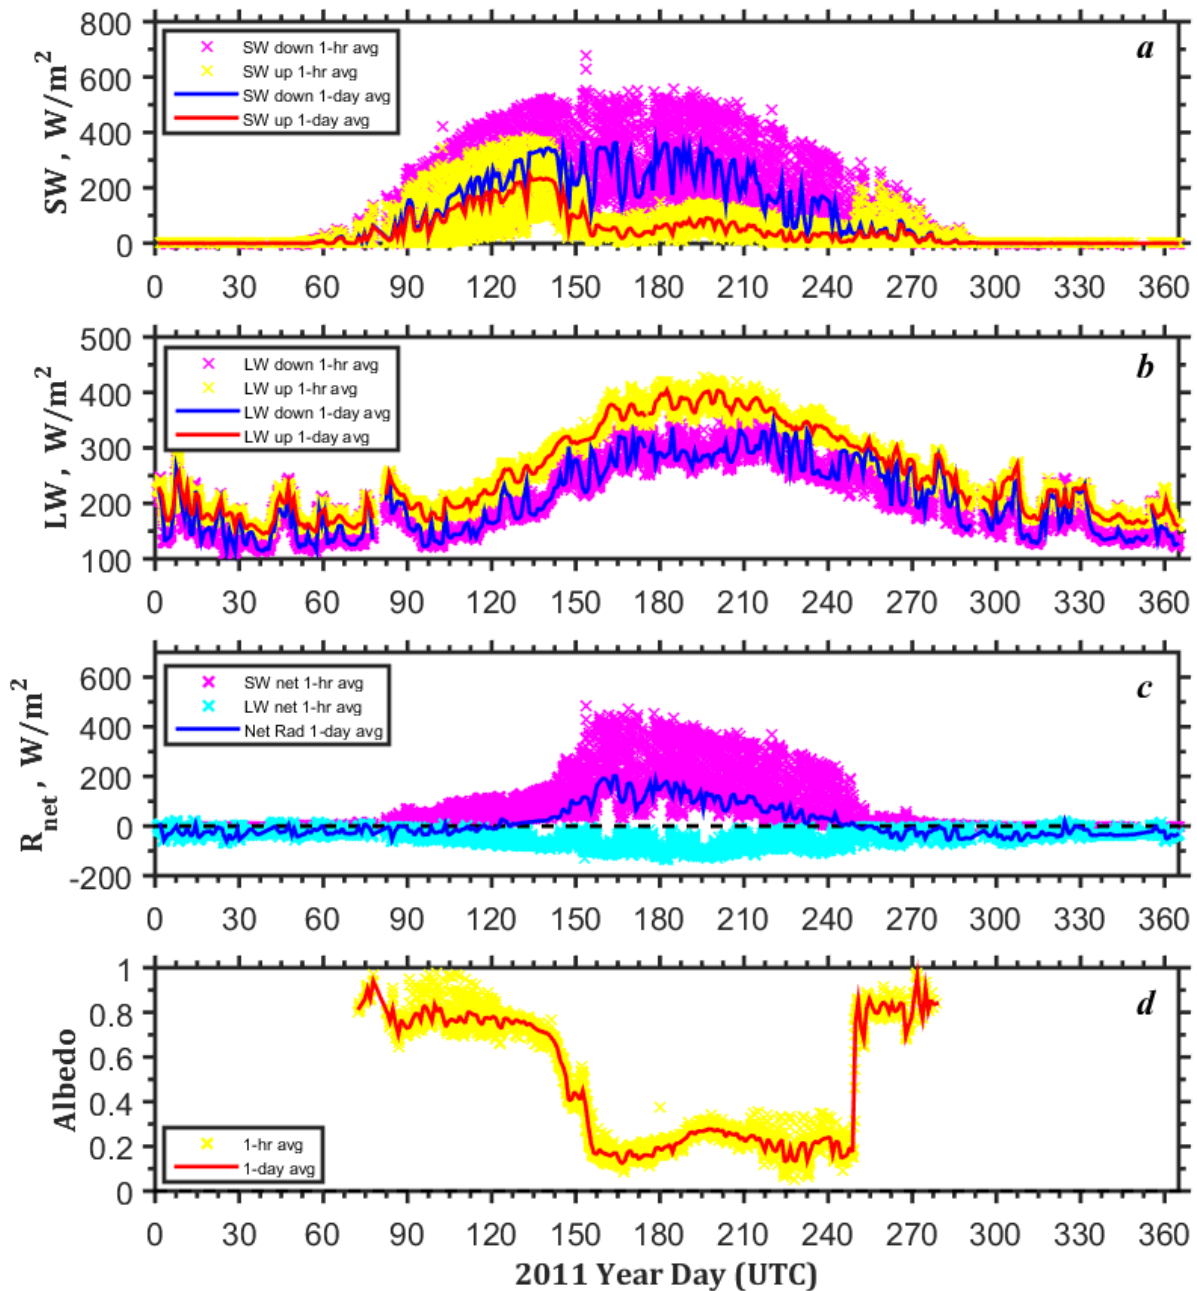 800
600
400
200
0
SW , W/m2
SW down 1-hr avg
SW up 1-hr avg
SW down 1-day avg
SW up 1-day avg
a
0 30 60 90 120 150 180 210 240 270 300 330 360
500
400
300
200
100
LW, W/m2
LW down 1-hr avg
LW up 1-hr avg
LW down 1-day avg
LW up 1-day avg
b
0 30 60 90 120 150 180 210 240 270 300 330 360
600
400
200
0
-200
Rnet, W/m2
SW net 1-hr avg
LW net 1-hr avg
Net Rad 1-day avg
c
0 30 60 90 120 150 180 210 240 270 300 330 360
1
0.8
0.6
0.4
0.2
0
Albedo
d
1-hr avg
1-day avg
0 30 60 90 120 150 180 210 240 270 300 330 360
2011 Year Day (UTC)